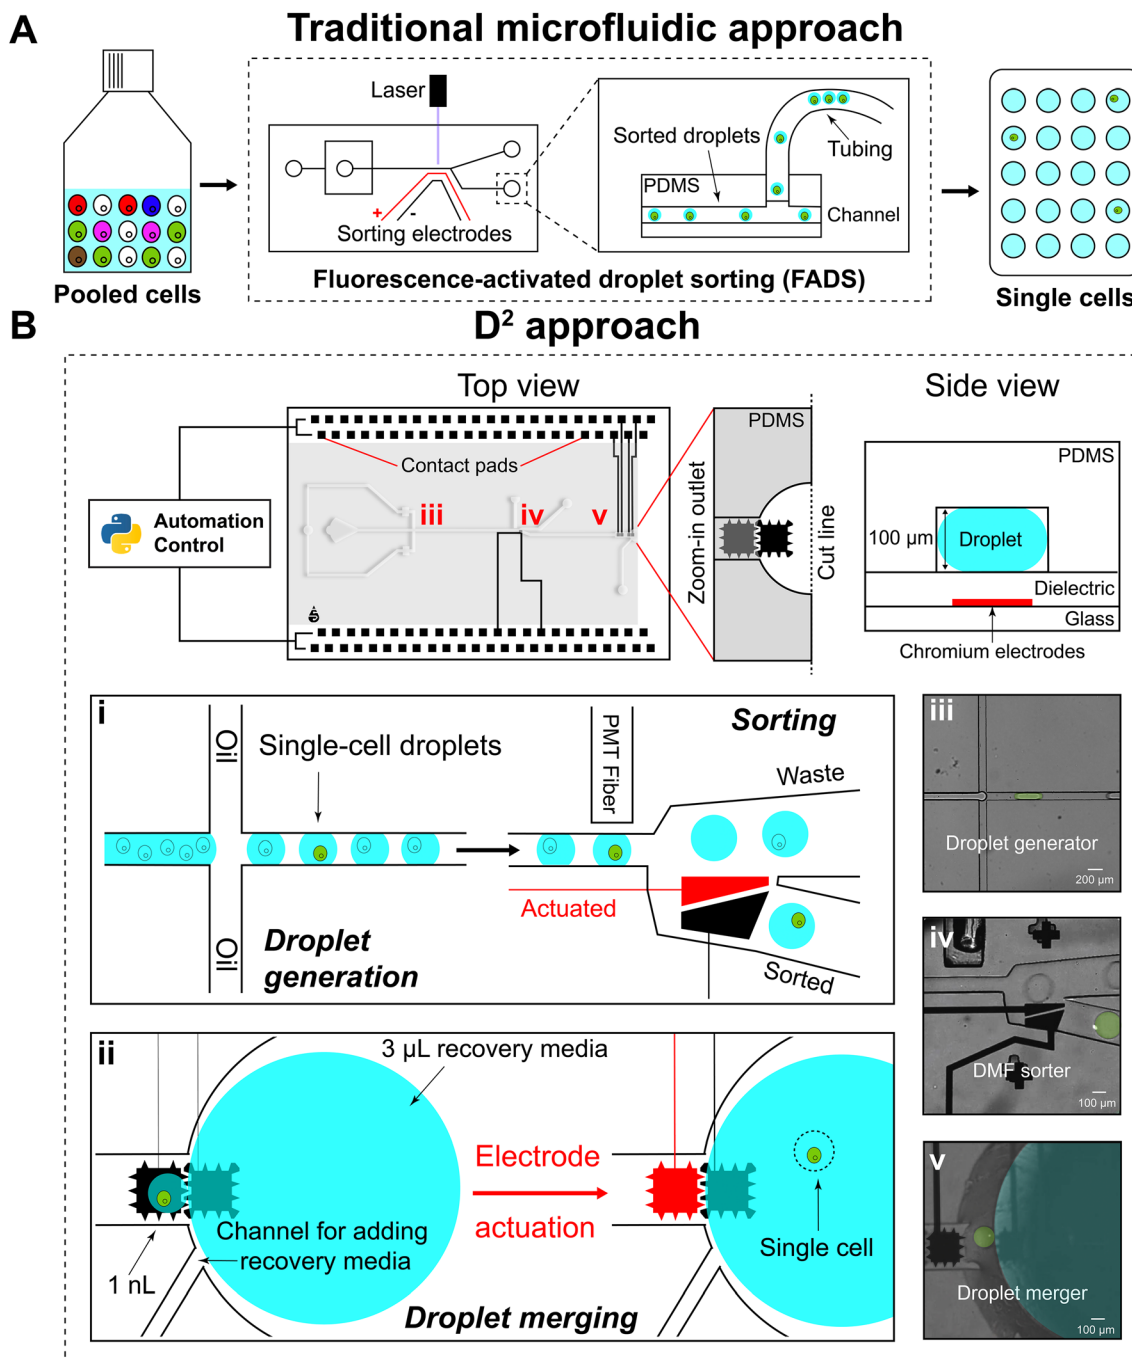 A
Traditional microfluidic approach
Laser
Sorted droplets
Tubing
PDMS
Channel
+
-
Sorting electrodes
Pooled cells
Fluorescence-activated droplet sorting (FADS)
Single cells
B
D² approach
Top view
Side view
Contact pads
Automation
Control
iii
iv
v
5
Zoom-in outlet
PDMS
Cut line
PDMS
100 µm
Droplet
Dielectric
Glass
Chromium electrodes
i
Oil
Single-cell droplets
PMT Fiber
Sorting
Waste
Actuated
Sorted
Oil
Droplet
generation
iii
Droplet generator
200 µm
iv
DMF sorter
100 µm
ii
3 µL recovery media
Electrode
actuation
Channel for adding
recovery media
1 nL
Single cell
Droplet merging
v
Droplet merger
100 µm